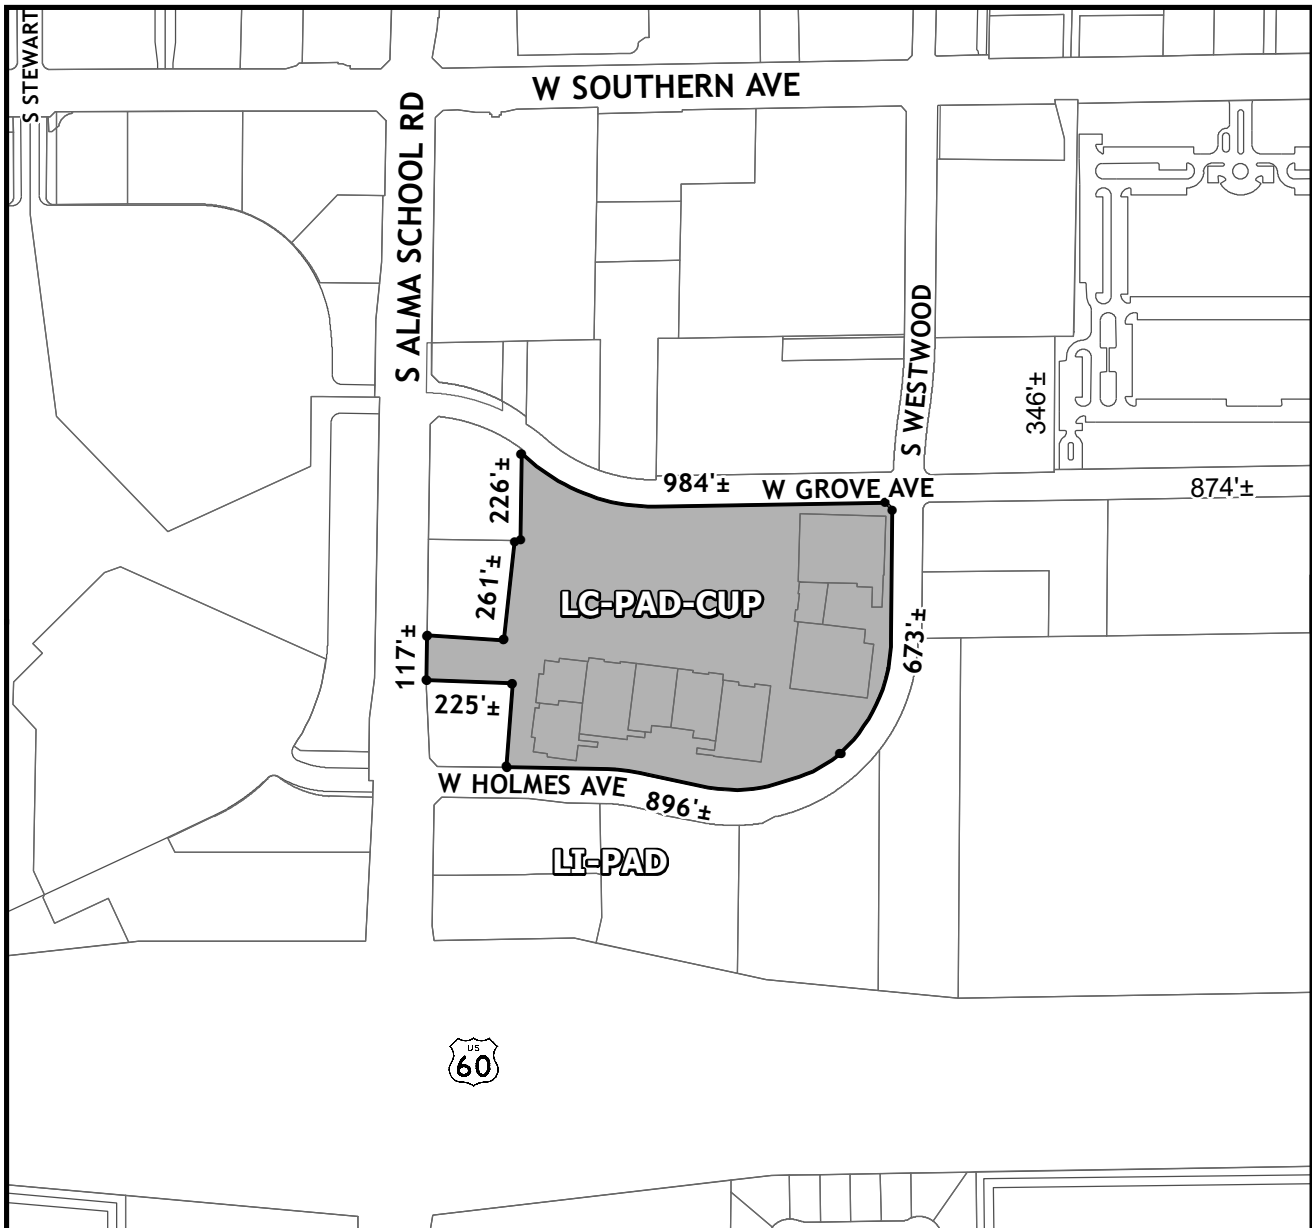 S STEWART
W SOUTHERN AVE
S ALMA SCHOOL RD
S WESTWOOD
346'±
226'±
984'±
W GROVE AVE
874'±
261'±
LC-PAD-CUP
117'±
673'±
225'±
W HOLMES AVE
896'±
LI-PAD
US
60